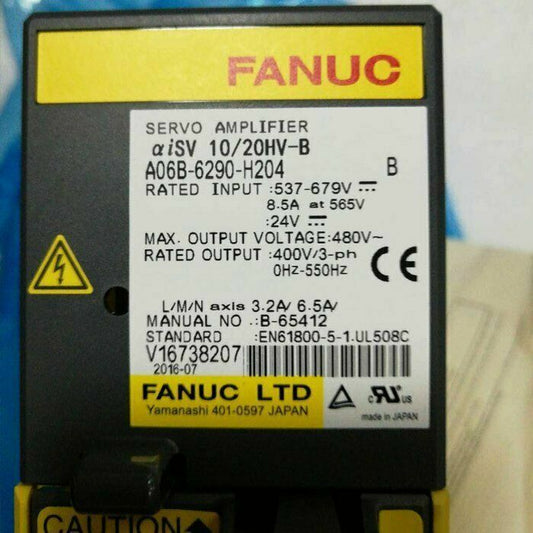 FANUC
SERVO AMPLIFIER
αiSV 10/20HV-B
A06B-6290-H204 B
RATED INPUT :537-679V ⎓
8.5A at 565V
:24V ⎓
MAX. OUTPUT VOLTAGE:480V~
RATED OUTPUT :400V/3-ph
0Hz-550Hz
CE
L/M/N axis 3.2A/ 6.5A/
MANUAL NO.:B-65412
STANDARD :EN61800-5-1.UL508C
V16738207
2016-07
FANUC LTD
Yamanashi 401-0597 JAPAN
c RU us
made in JAPAN
CAUTION